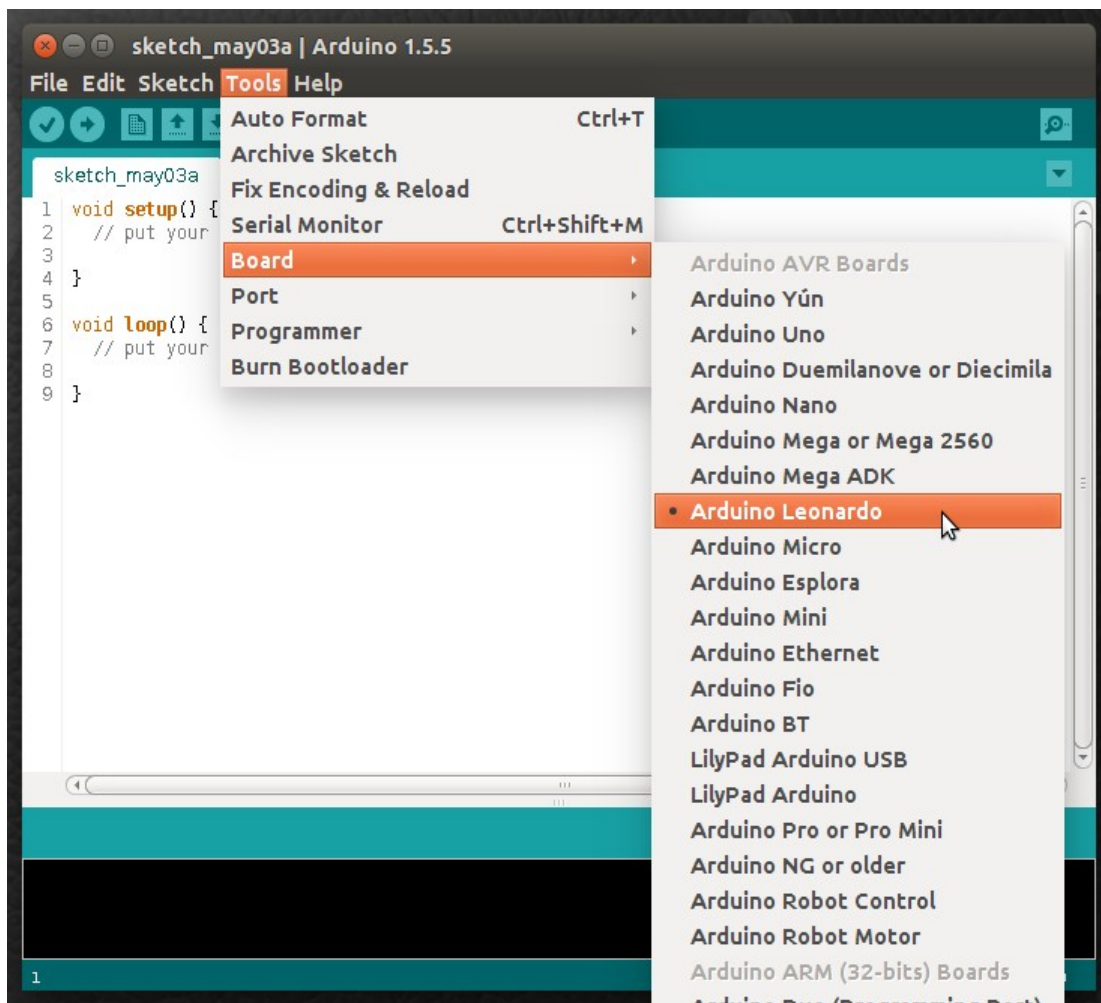 sketch_may03a | Arduino 1.5.5
File Edit Sketch Tools Help
Auto Format Ctrl+T
Archive Sketch
Fix Encoding & Reload
Serial Monitor Ctrl+Shift+M
Board
Port
Programmer
Burn Bootloader
sketch_may03a
1 void setup() {
2 // put your
3
4 }
5
6 void loop() {
7 // put your
8
9 }
Arduino AVR Boards
Arduino Yún
Arduino Uno
Arduino Duemilanove or Diecimila
Arduino Nano
Arduino Mega or Mega 2560
Arduino Mega ADK
Arduino Leonardo
Arduino Micro
Arduino Esplora
Arduino Mini
Arduino Ethernet
Arduino Fio
Arduino BT
LilyPad Arduino USB
LilyPad Arduino
Arduino Pro or Pro Mini
Arduino NG or older
Arduino Robot Control
Arduino Robot Motor
Arduino ARM (32-bits) Boards
Arduino Due (Programming Port)
1